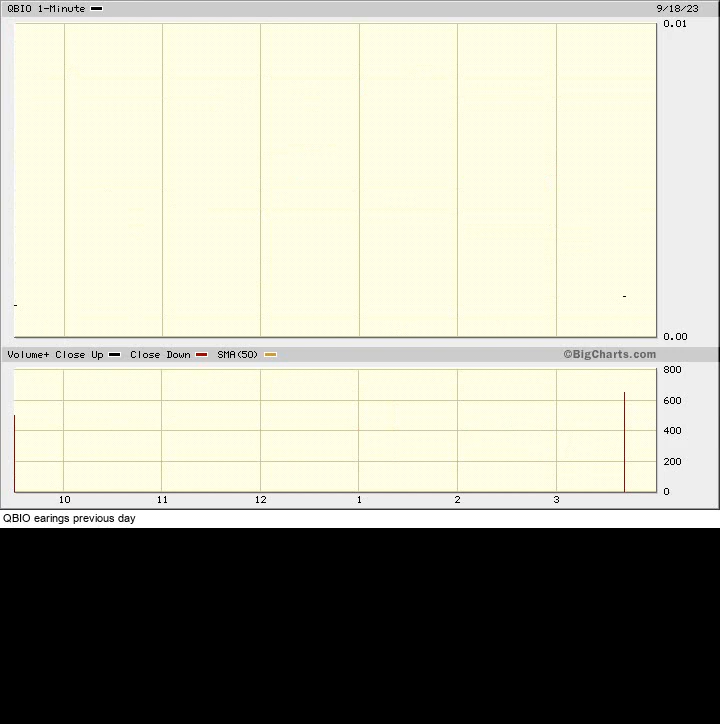 QBIO 1-Minute 9/18/23
0.01
0.00
Volume+ Close Up Close Down SMA(50) ©BigCharts.com
800
600
400
200
0
10 11 12 1 2 3
QBIO earings previous day